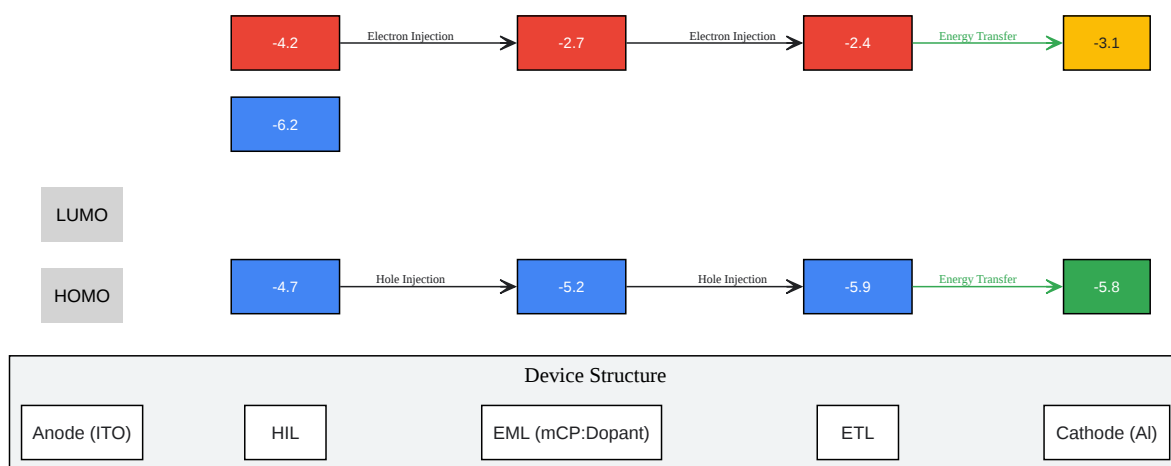 -4.2
Electron Injection
-2.7
Electron Injection
-2.4
Energy Transfer
-3.1
-6.2
LUMO
HOMO
-4.7
Hole Injection
-5.2
Hole Injection
-5.9
Energy Transfer
-5.8
Device Structure
Anode (ITO)
HIL
EML (mCP:Dopant)
ETL
Cathode (Al)